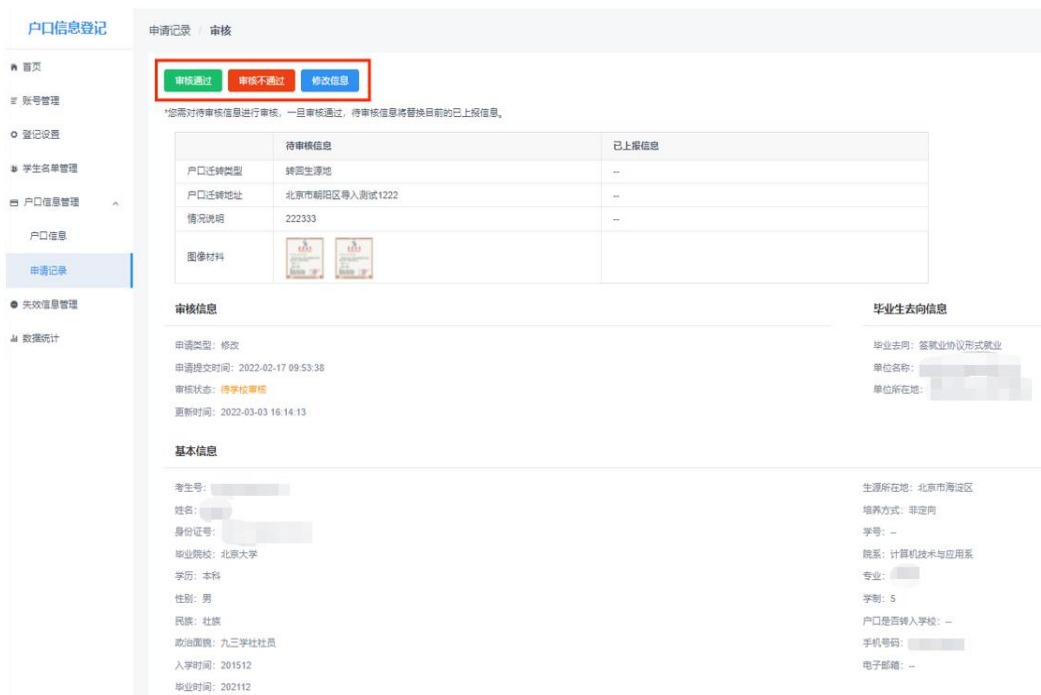 户口信息登记
申请记录 / 审核
首页
账号管理
登记设置
学生名单管理
户口信息管理
户口信息
申请记录
失效信息管理
数据统计
审核通过 审核不通过 修改信息
*您需对待审核信息进行审核，一旦审核通过，待审核信息将替换目前的已上报信息。
待审核信息 已上报信息
户口迁转类型 转回生源地 --
户口迁转地址 北京市朝阳区导入测试1222 --
情况说明 222333 --
图像材料
审核信息
申请类型：修改
申请提交时间：2022-02-17 09:53:38
审核状态：待学校审核
更新时间：2022-03-03 16:14:13
毕业生去向信息
毕业去向：签就业协议形式就业
单位名称：
单位所在地：
基本信息
考生号：
姓名：
身份证号：
毕业院校：北京大学
学历：本科
性别：男
民族：壮族
政治面貌：九三学社社员
入学时间：201512
毕业时间：202112
生源所在地：北京市海淀区
培养方式：非定向
学号：--
院系：计算机技术与应用系
专业：
学制：5
户口是否转入学校：--
手机号码：
电子邮箱：--